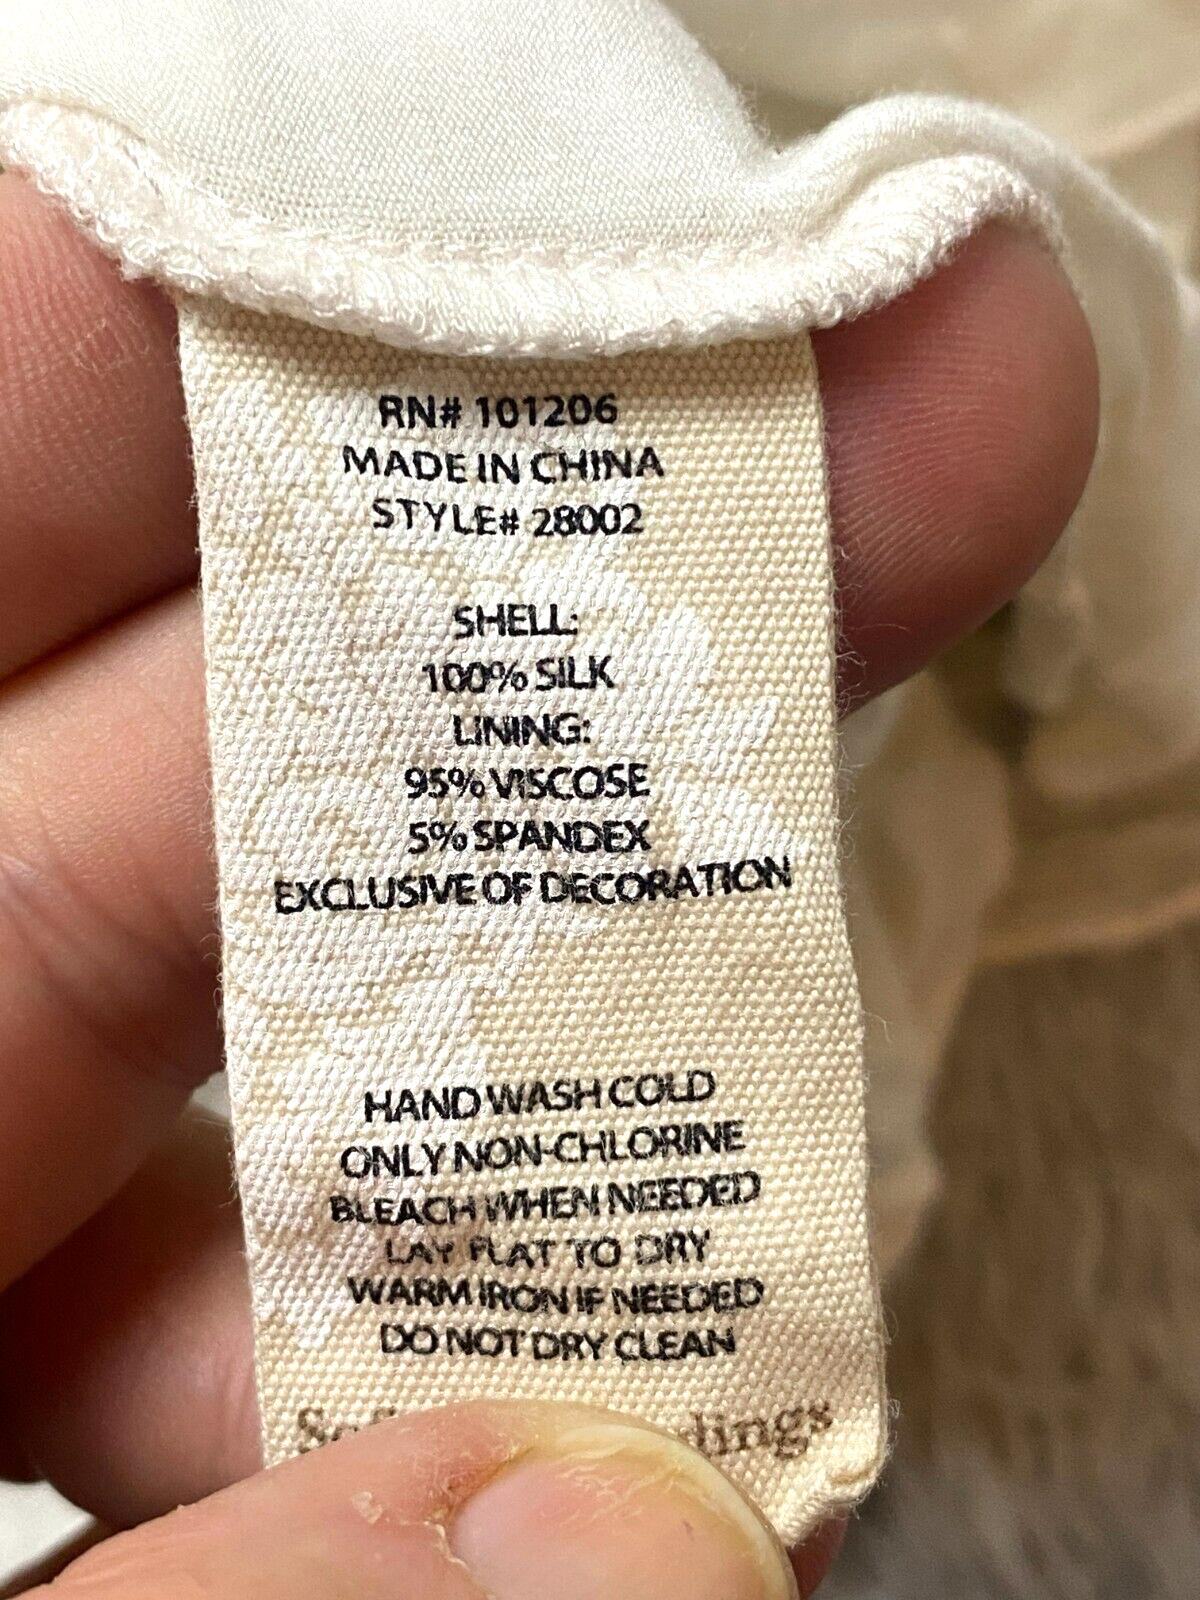 RN# 101206
MADE IN CHINA
STYLE# 28002
SHELL:
100% SILK
LINING:
95% VISCOSE
5% SPANDEX
EXCLUSIVE OF DECORATION
HAND WASH COLD
ONLY NON-CHLORINE
BLEACH WHEN NEEDED
LAY FLAT TO DRY
WARM IRON IF NEEDED
DO NOT DRY CLEAN